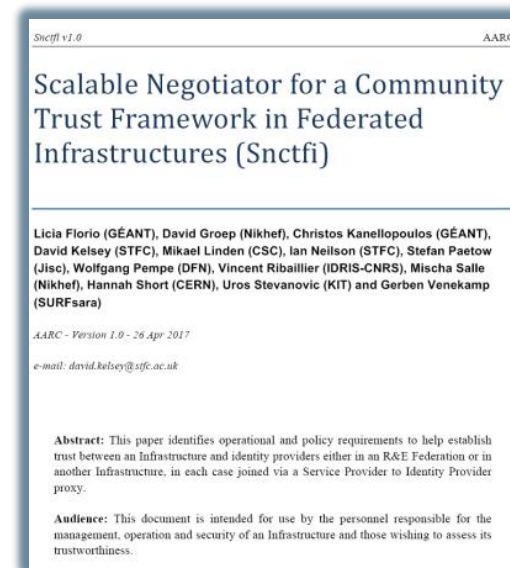 Snctfi v1.0 AARC
Scalable Negotiator for a Community
Trust Framework in Federated
Infrastructures (Snctfi)
Licia Florio (GÉANT), David Groep (Nikhef), Christos Kanellopoulos (GÉANT),
David Kelsey (STFC), Mikael Linden (CSC), Ian Neilson (STFC), Stefan Paetow
(Jisc), Wolfgang Pempe (DFN), Vincent Ribaillier (IDRIS-CNRS), Mischa Salle
(Nikhef), Hannah Short (CERN), Uros Stevanovic (KIT) and Gerben Venekamp
(SURFsara)
AARC - Version 1.0 - 26 Apr 2017
e-mail: david.kelsey@stfc.ac.uk
Abstract: This paper identifies operational and policy requirements to help establish
trust between an Infrastructure and identity providers either in an R&E Federation or in
another Infrastructure, in each case joined via a Service Provider to Identity Provider
proxy.
Audience: This document is intended for use by the personnel responsible for the
management, operation and security of an Infrastructure and those wishing to assess its
trustworthiness.